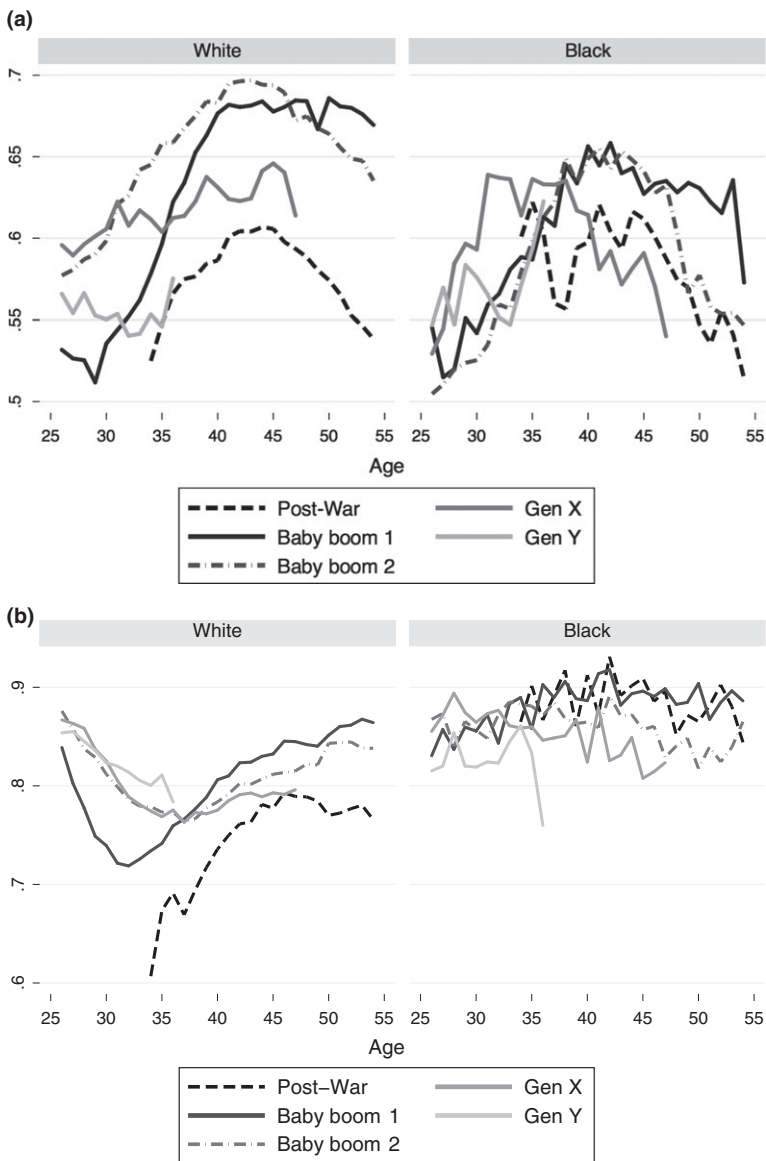 (a)
White Black
.7
.65
.6
.55
.5
25 30 35 40 45 50 55 25 30 35 40 45 50 55
Age
Post-War Gen X
Baby boom 1 Gen Y
Baby boom 2
(b)
White Black
.9
.8
.7
.6
25 30 35 40 45 50 55 25 30 35 40 45 50 55
Age
Post−War Gen X
Baby boom 1 Gen Y
Baby boom 2